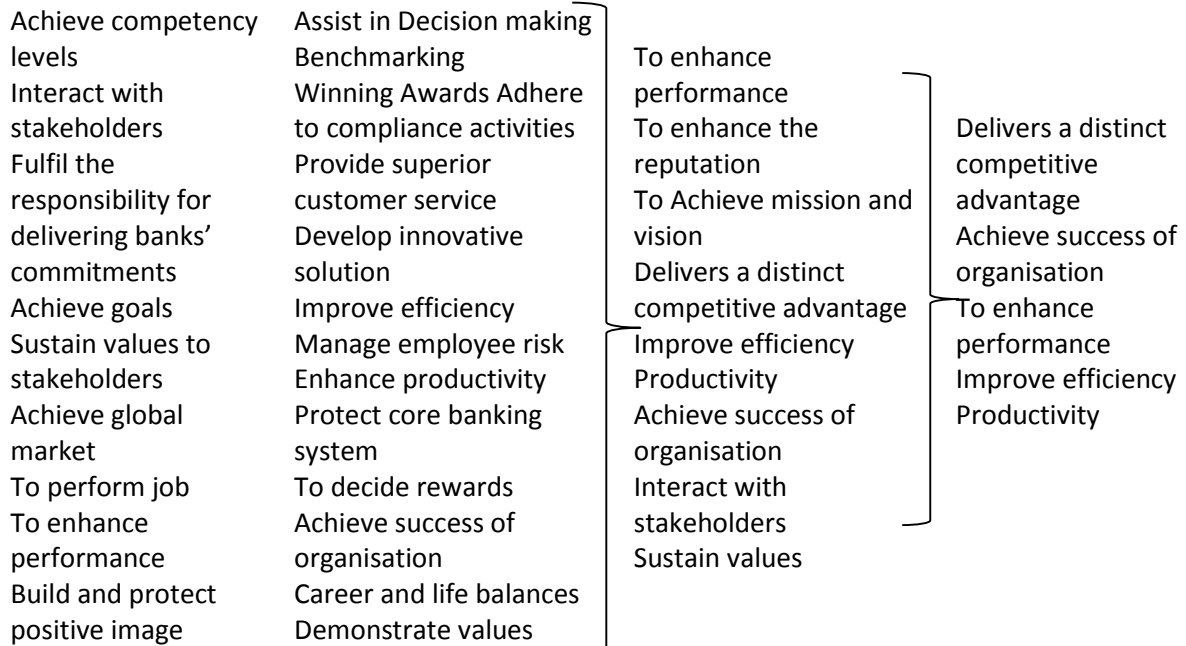 Achieve competency
levels
Interact with
stakeholders
Fulfil the
responsibility for
delivering banks'
commitments
Achieve goals
Sustain values to
stakeholders
Achieve global
market
To perform job
To enhance
performance
Build and protect
positive image
Assist in Decision making
Benchmarking
Winning Awards Adhere
to compliance activities
Provide superior
customer service
Develop innovative
solution
Improve efficiency
Manage employee risk
Enhance productivity
Protect core banking
system
To decide rewards
Achieve success of
organisation
Career and life balances
Demonstrate values
To enhance
performance
To enhance the
reputation
To Achieve mission and
vision
Delivers a distinct
competitive advantage
Improve efficiency
Productivity
Achieve success of
organisation
Interact with
stakeholders
Sustain values
Delivers a distinct
competitive
advantage
Achieve success of
organisation
To enhance
performance
Improve efficiency
Productivity